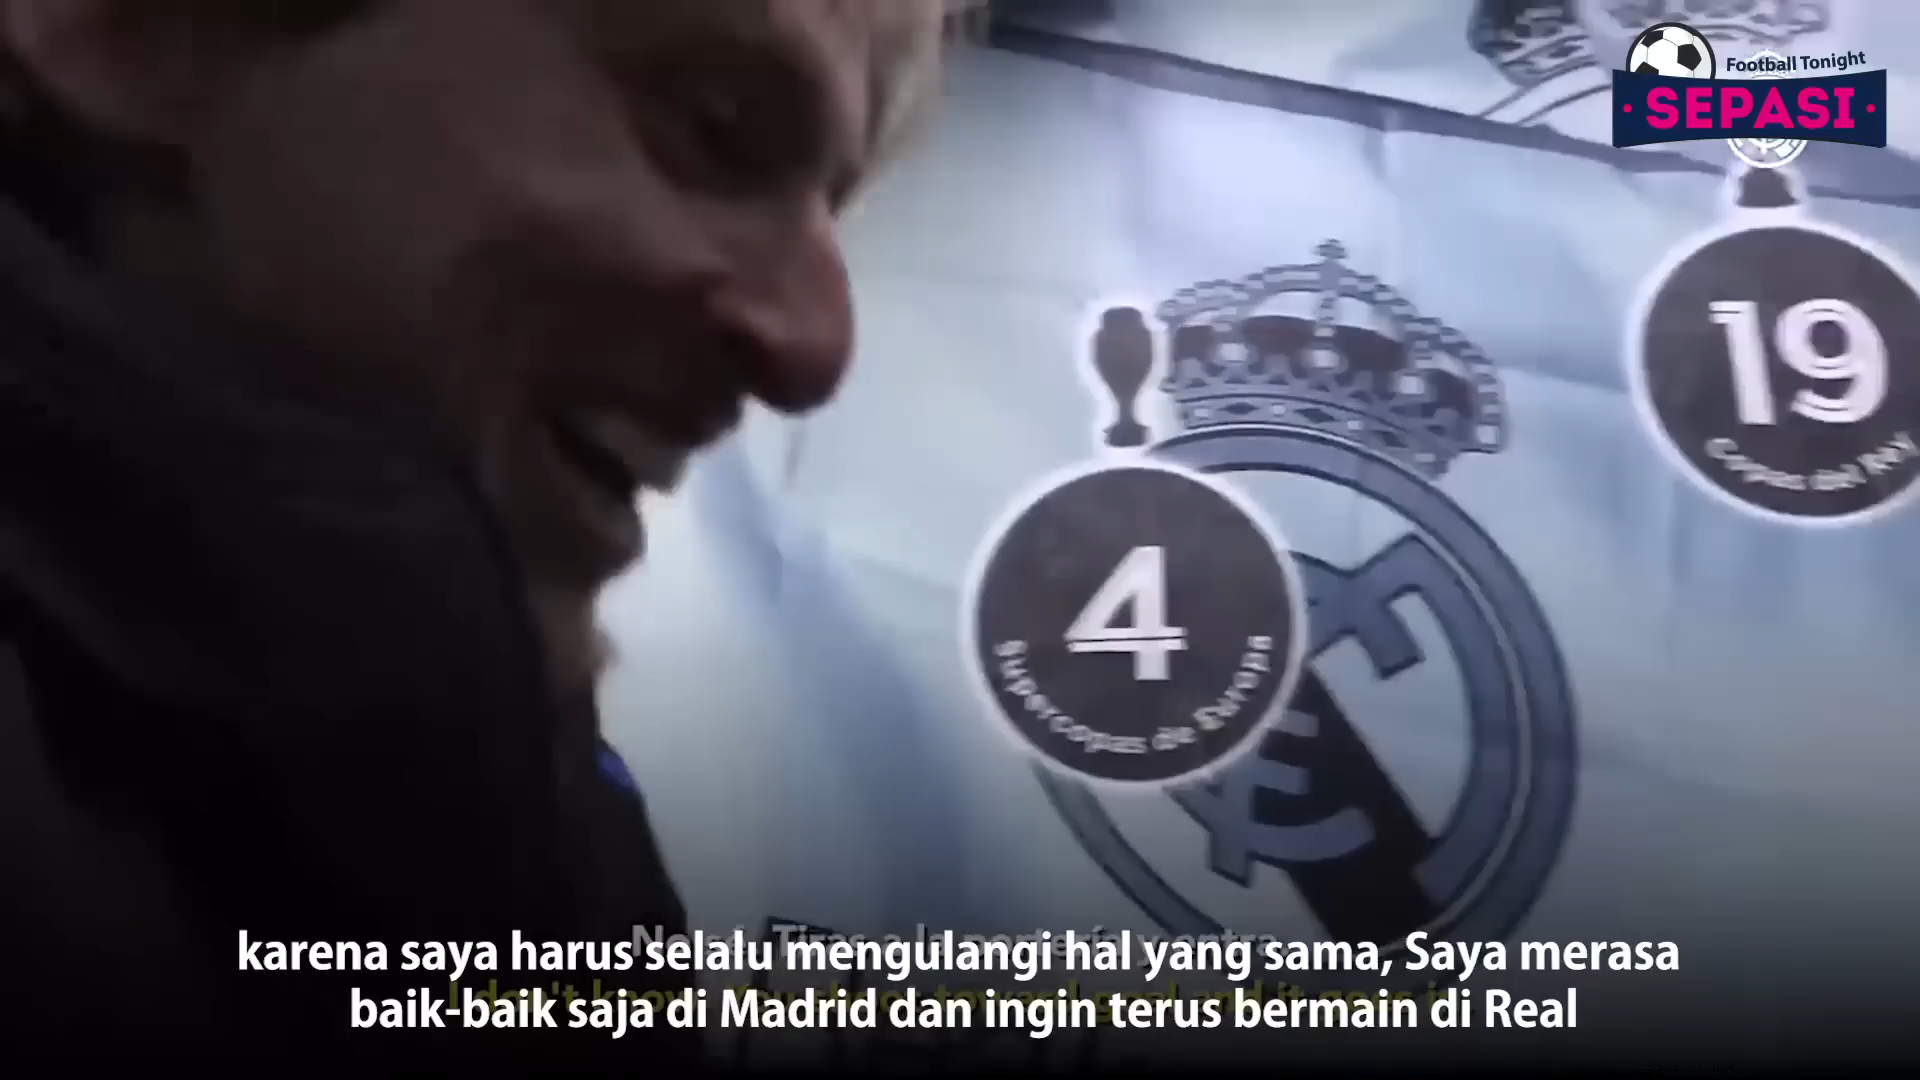 Football Tonight
SEPASI
19
Copas del Rey
4
Supercopas de Europa
karena saya harus selalu mengulangi hal yang sama, Saya merasa
baik-baik saja di Madrid dan ingin terus bermain di Real